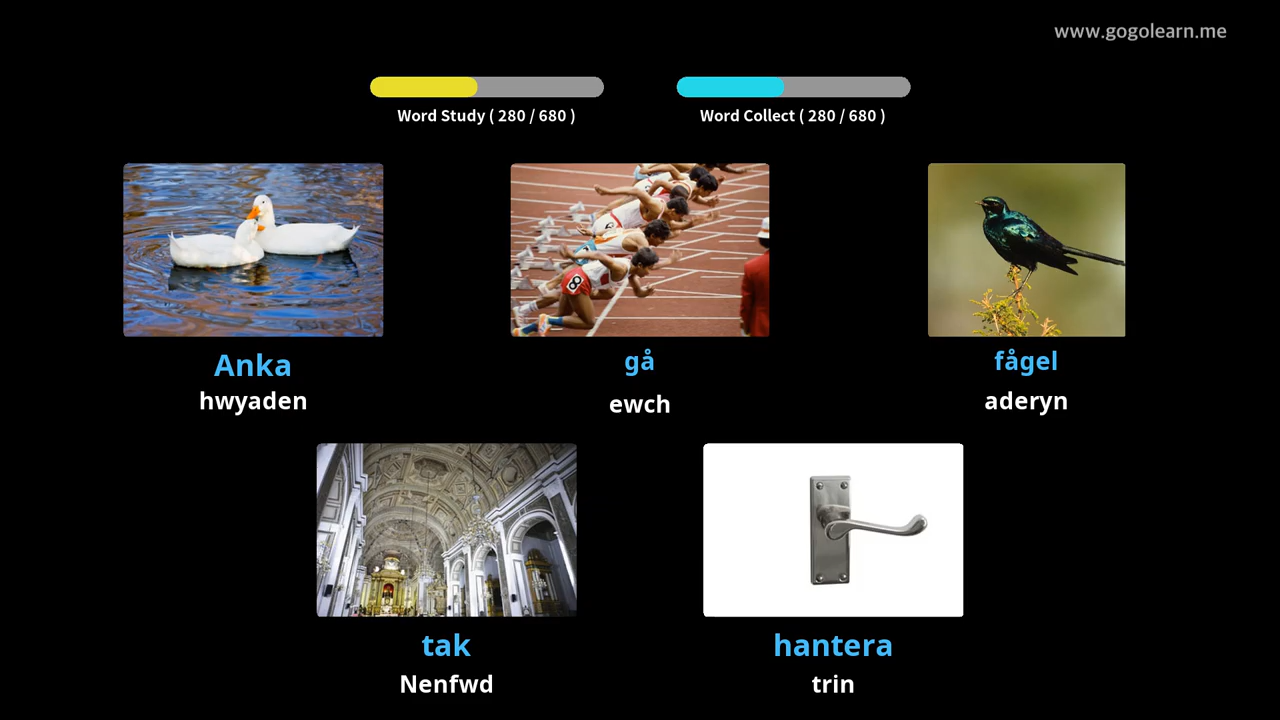 www.gogolearn.me
Word Study ( 280 / 680 )
Word Collect ( 280 / 680 )
Anka
hwyaden
gå
ewch
fågel
aderyn
tak
Nenfwd
hantera
trin